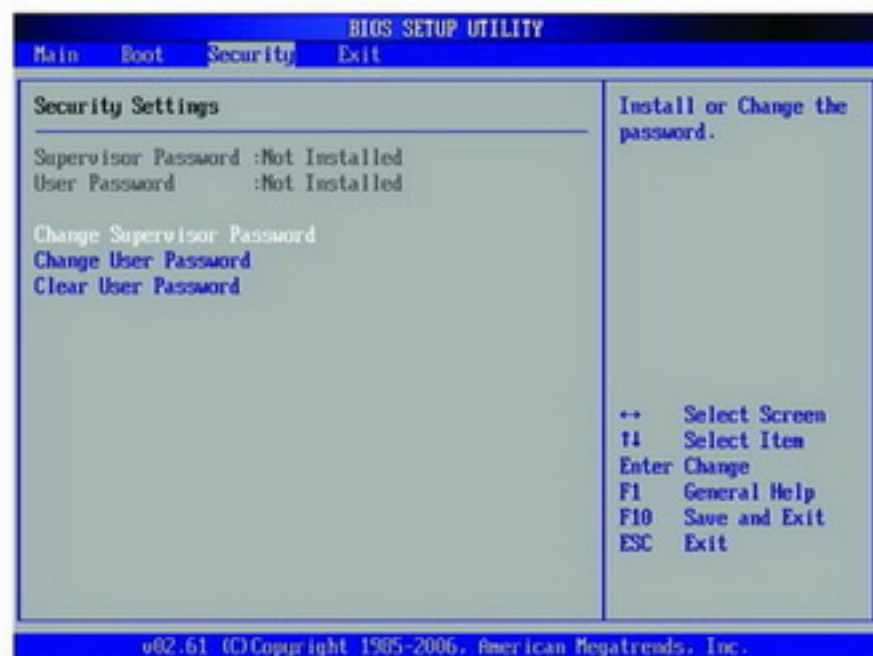 BIOS SETUP UTILITY
Main Boot Security Exit
Security Settings
Supervisor Password :Not Installed
User Password :Not Installed
Change Supervisor Password
Change User Password
Clear User Password
Install or Change the
password.
↔ Select Screen
↑↓ Select Item
Enter Change
F1 General Help
F10 Save and Exit
ESC Exit
v02.61 (C)Copyright 1985-2006, American Megatrends, Inc.